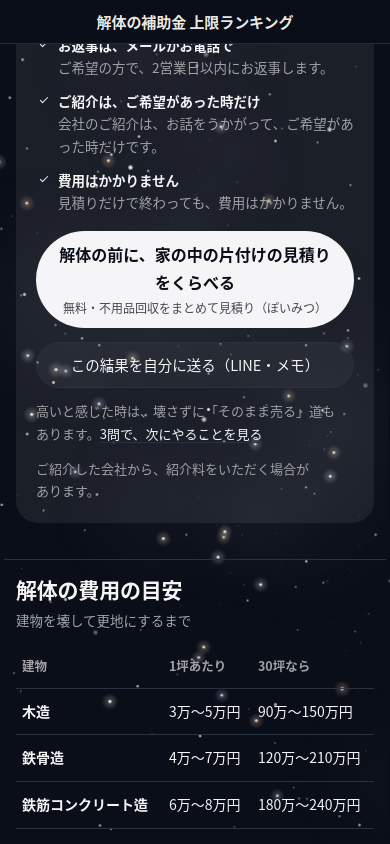 解体の補助金 上限ランキング
お返事は、メールかお電話で
ご希望の方で、2営業日以内にお返事します。
ご紹介は、ご希望があった時だけ
会社のご紹介は、お話をうかがって、ご希望があ
った時だけです。
費用はかかりません
見積りだけで終わっても、費用はかかりません。
解体の前に、家の中の片付けの見積り
をくらべる
無料・不用品回収をまとめて見積り（ぽいみつ）
この結果を自分に送る（LINE・メモ）
高いと感じた時は、壊さずに「そのまま売る」道も
あります。3問で、次にやることを見る
ご紹介した会社から、紹介料をいただく場合が
あります。
解体の費用の目安
建物を壊して更地にするまで
建物 1坪あたり 30坪なら
木造 3万〜5万円 90万〜150万円
鉄骨造 4万〜7万円 120万〜210万円
鉄筋コンクリート造 6万〜8万円 180万〜240万円